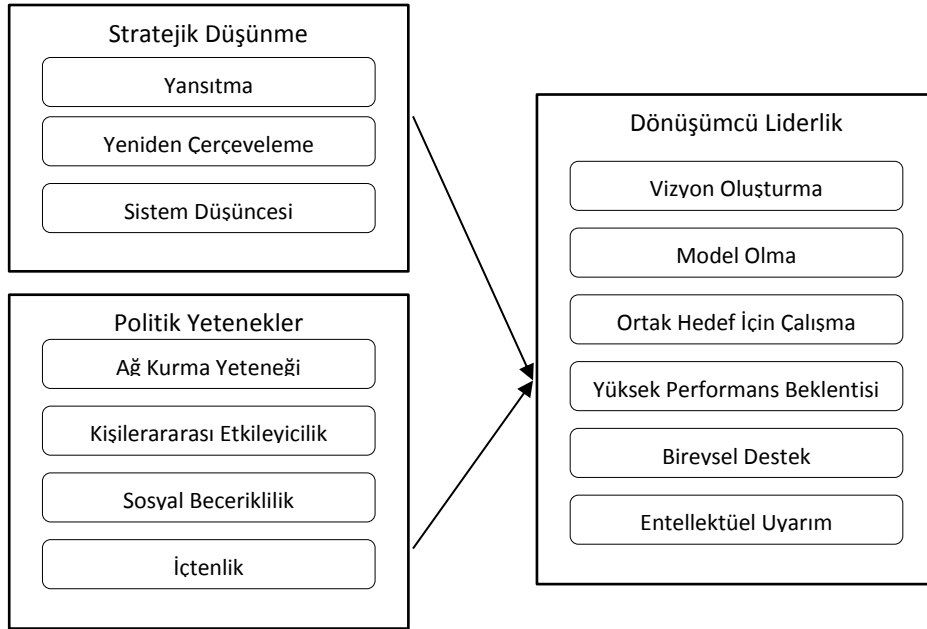 Stratejik Düşünme
Yansıtma
Yeniden Çerçeveleme
Sistem Düşüncesi
Politik Yetenekler
Ağ Kurma Yeteneği
Kişilerararası Etkileyicilik
Sosyal Beceriklilik
İçtenlik
Dönüşümcü Liderlik
Vizyon Oluşturma
Model Olma
Ortak Hedef İçin Çalışma
Yüksek Performans Beklentisi
Bireysel Destek
Entellektüel Uyarım